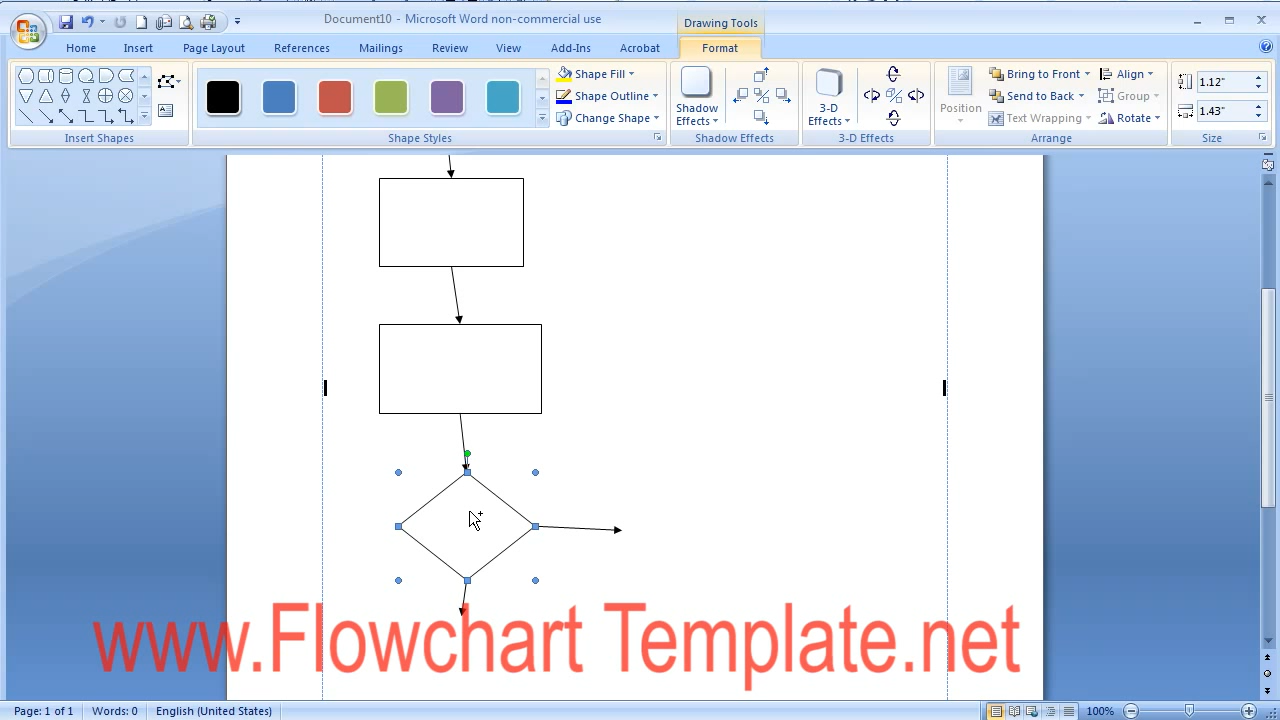 Document10 - Microsoft Word non-commercial use
Drawing Tools
Home Insert Page Layout References Mailings Review View Add-Ins Acrobat Format
Shape Fill
Shape Outline
Change Shape
Shadow Effects
3-D Effects
Position
Bring to Front
Send to Back
Text Wrapping
Align
Group
Rotate
1.12"
1.43"
Insert Shapes Shape Styles Shadow Effects 3-D Effects Arrange Size
www.Flowchart Template.net
Page: 1 of 1 Words: 0 English (United States) 100%